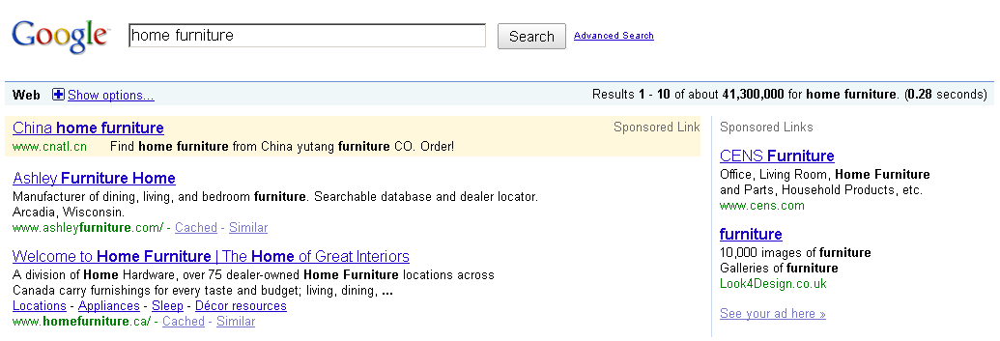 Google
home furniture
Search
Advanced Search
Web Show options... Results 1 - 10 of about 41,300,000 for home furniture. (0.28 seconds)
China home furniture Sponsored Link
www.cnatl.cn Find home furniture from China yutang furniture CO. Order!
Ashley Furniture Home
Manufacturer of dining, living, and bedroom furniture. Searchable database and dealer locator.
Arcadia, Wisconsin.
www.ashleyfurniture.com/ - Cached - Similar
Welcome to Home Furniture | The Home of Great Interiors
A division of Home Hardware, over 75 dealer-owned Home Furniture locations across
Canada carry furnishings for every taste and budget; living, dining, ...
Locations - Appliances - Sleep - Décor resources
www.homefurniture.ca/ - Cached - Similar
Sponsored Links
CENS Furniture
Office, Living Room, Home Furniture
and Parts, Household Products, etc.
www.cens.com
furniture
10,000 images of furniture
Galleries of furniture
Look4Design.co.uk
See your ad here »